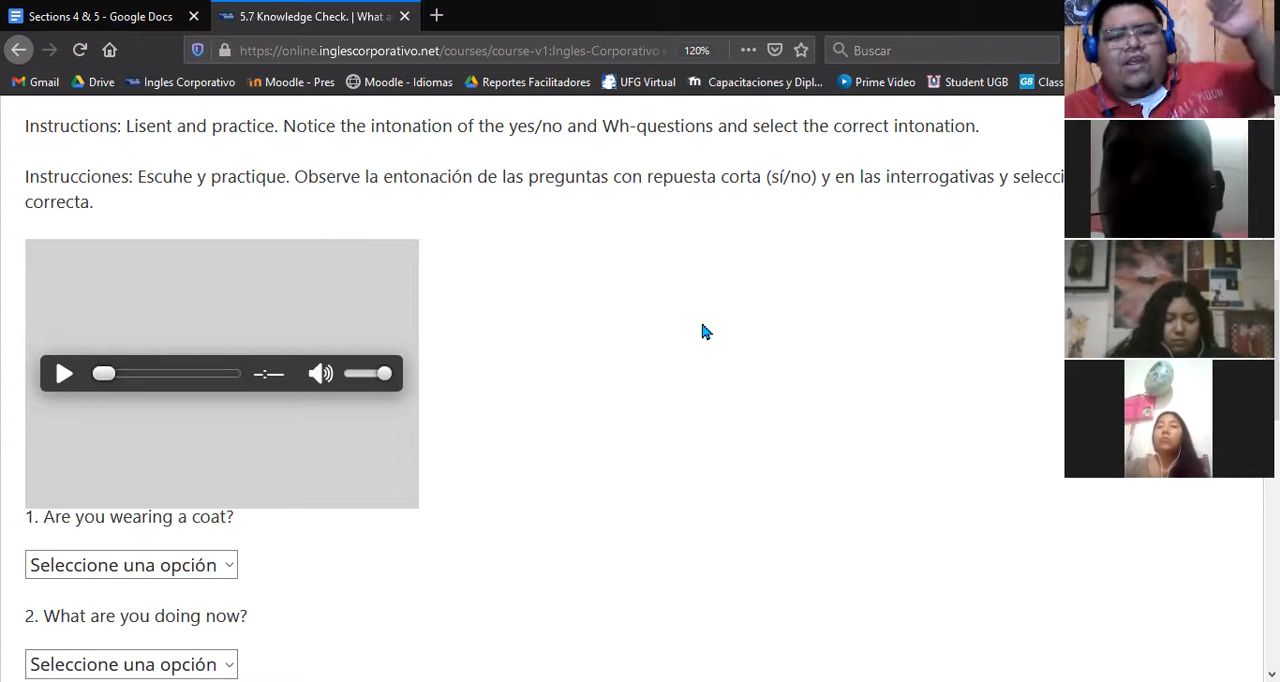 Sections 4 & 5 - Google Docs
5.7 Knowledge Check. | What a
https://online.inglescorporativo.net/courses/course-v1:Ingles-Corporativo
120%
Buscar
Gmail
Drive
Ingles Corporativo
Moodle - Pres
Moodle - Idiomas
Reportes Facilitadores
UFG Virtual
Capacitaciones y Dipl...
Prime Video
Student UGB
GB Clas
Instructions: Lisent and practice. Notice the intonation of the yes/no and Wh-questions and select the correct intonation.
Instrucciones: Escuhe y practique. Observe la entonación de las preguntas con repuesta corta (sí/no) y en las interrogativas y selecci
correcta.
-:--
1. Are you wearing a coat?
Seleccione una opción
2. What are you doing now?
Seleccione una opción